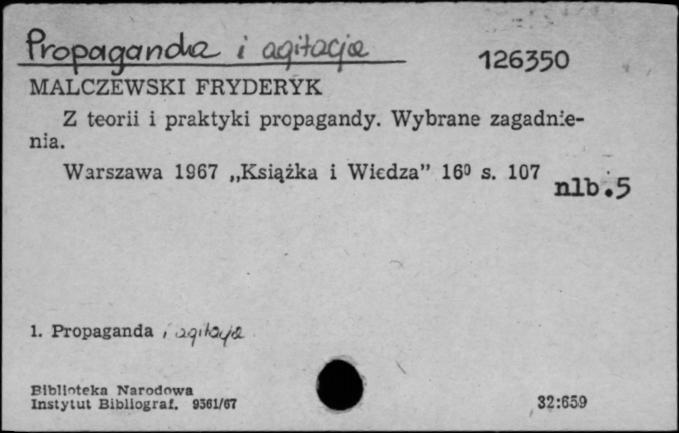 Propaganda i agitacja
126350
MALCZEWSKI FRYDERYK
Z teorii i praktyki propagandy. Wybrane zagadnie-
nia.
Warszawa 1967 „Książka i Wiedza” 16⁰ s. 107
nlb. 5
1. Propaganda i agitacja
Biblioteka Narodowa
Instytut Bibliograf. 9361/67
32:659